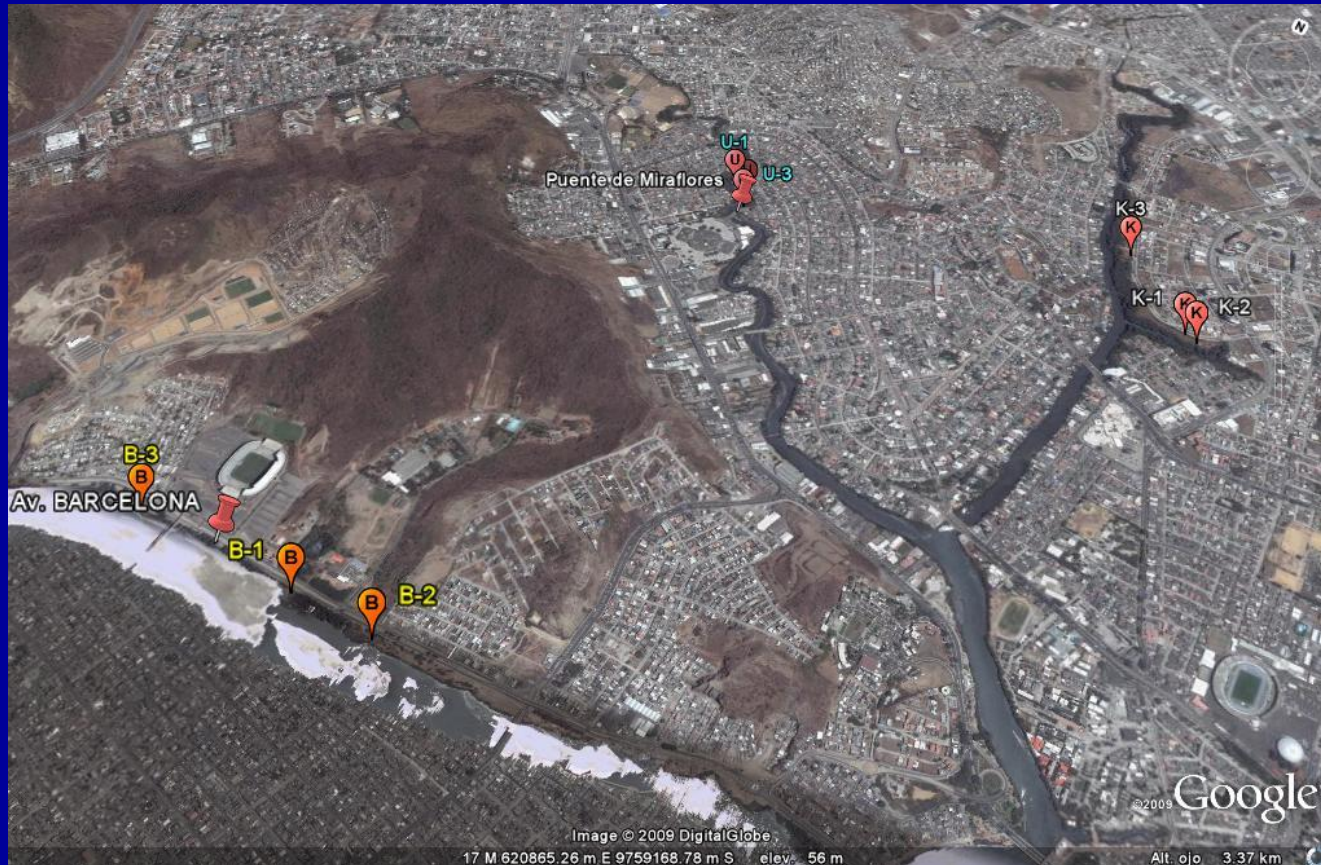 N
U-1
U
Puente de Miraflores
U-3
K-3
K
K-1
K
K
K-2
B-3
B
Av. BARCELONA
B-1
B
B
B-2
©2009 Google
Image © 2009 DigitalGlobe
17 M 620865.26 m E 9759168.78 m S elev 56 m
Alt. ojo 3.37 km